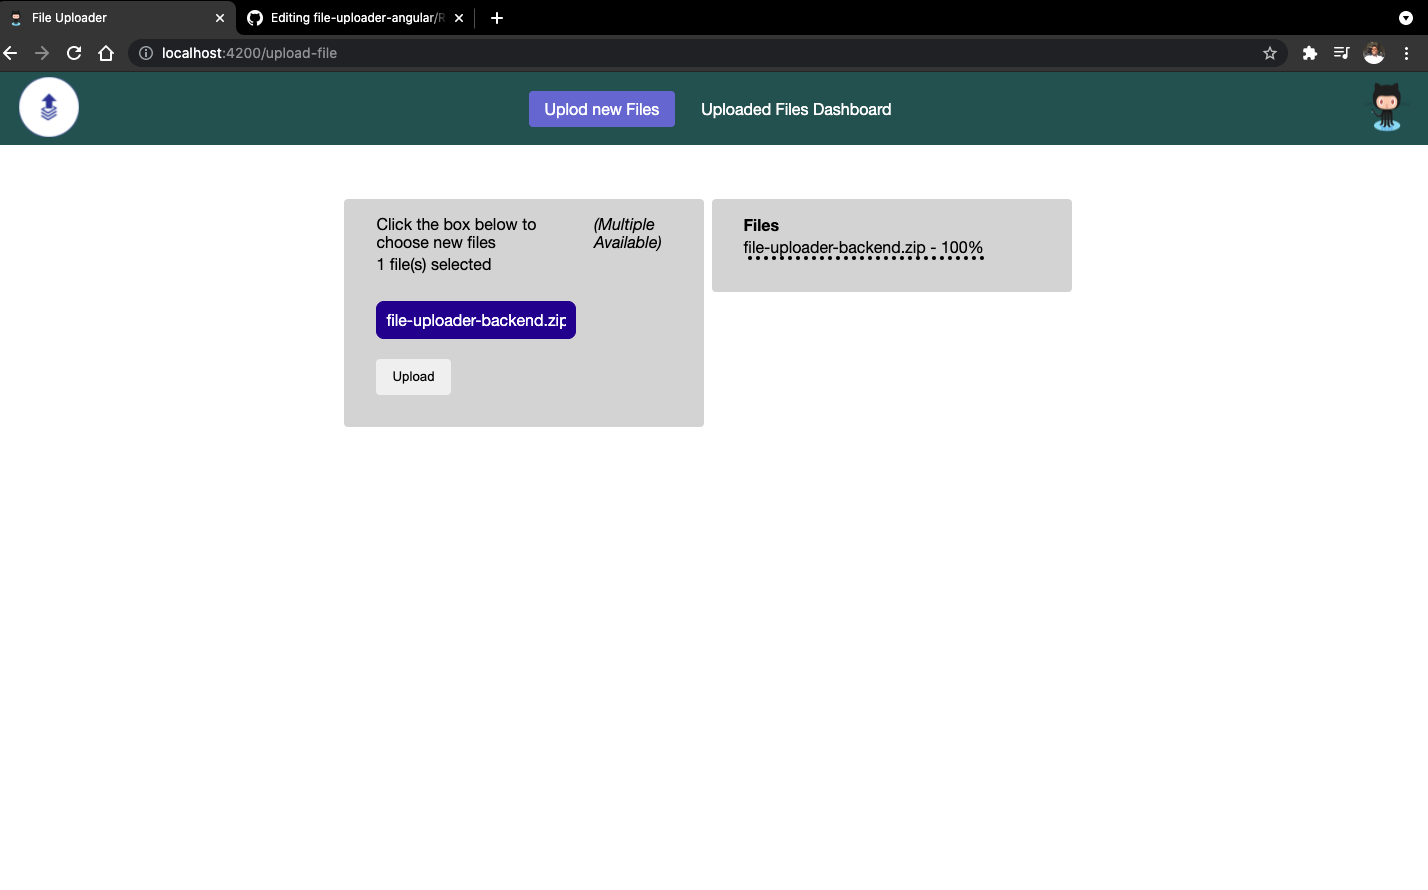 File Uploader
Editing file-uploader-angular/R
localhost:4200/upload-file
Uplod new Files
Uploaded Files Dashboard
Click the box below to
choose new files
(Multiple
Available)
1 file(s) selected
file-uploader-backend.zip
Upload
Files
file-uploader-backend.zip - 100%